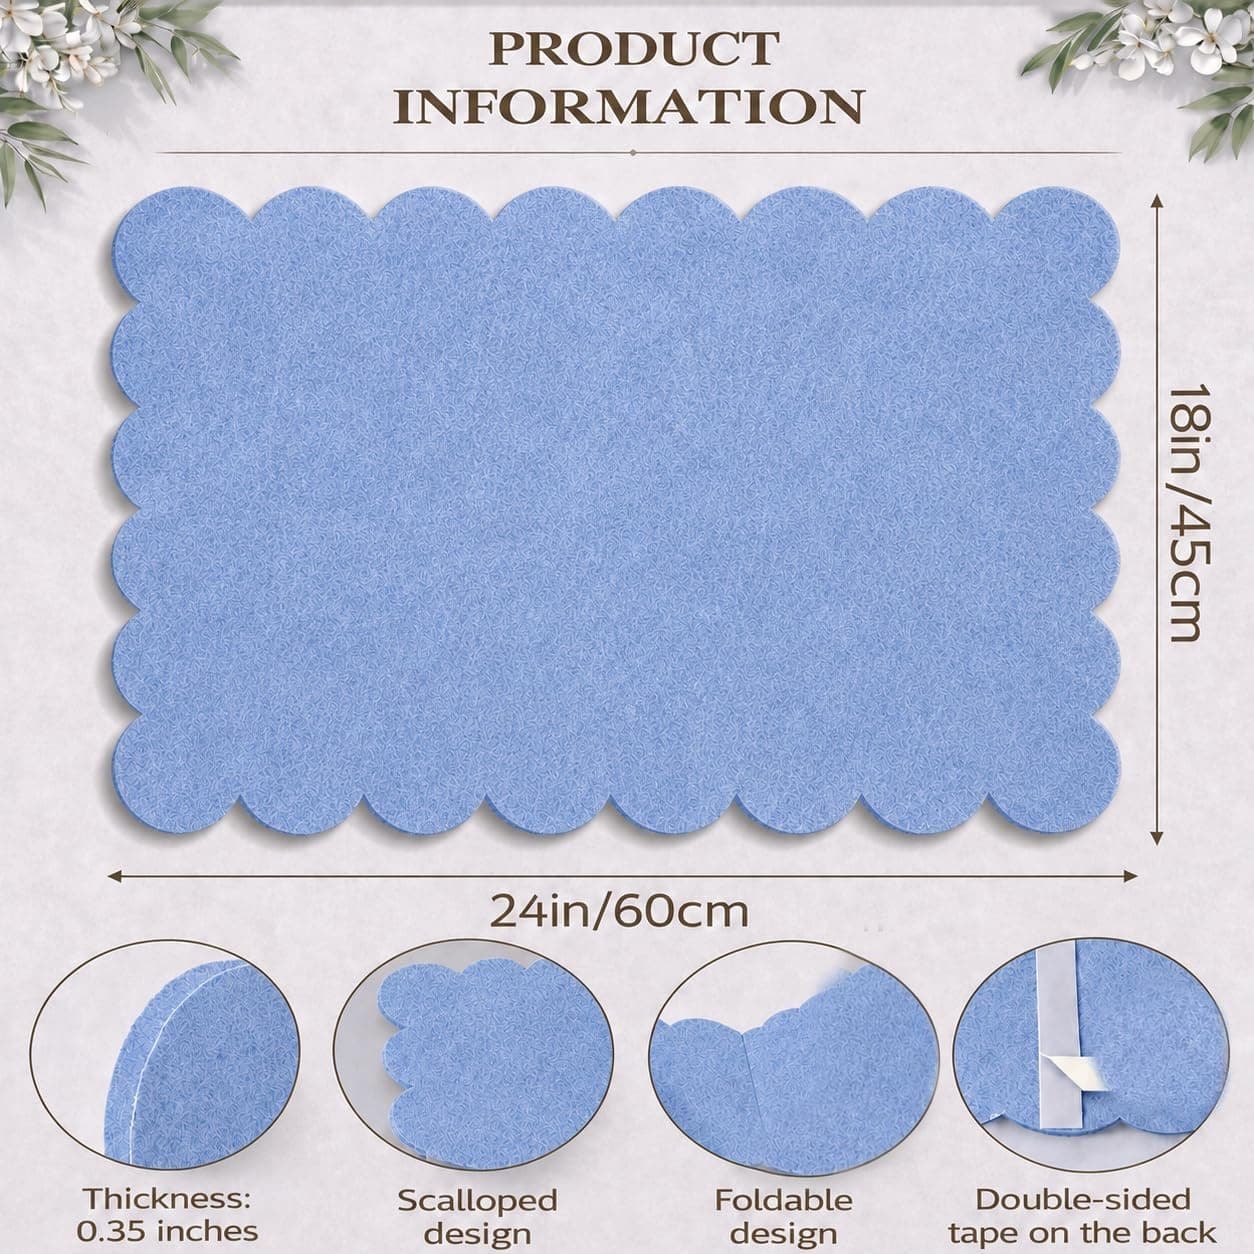 PRODUCT
INFORMATION
18in/45cm
24in/60cm
Thickness:
0.35 inches
Scalloped
design
Foldable
design
Double-sided
tape on the back